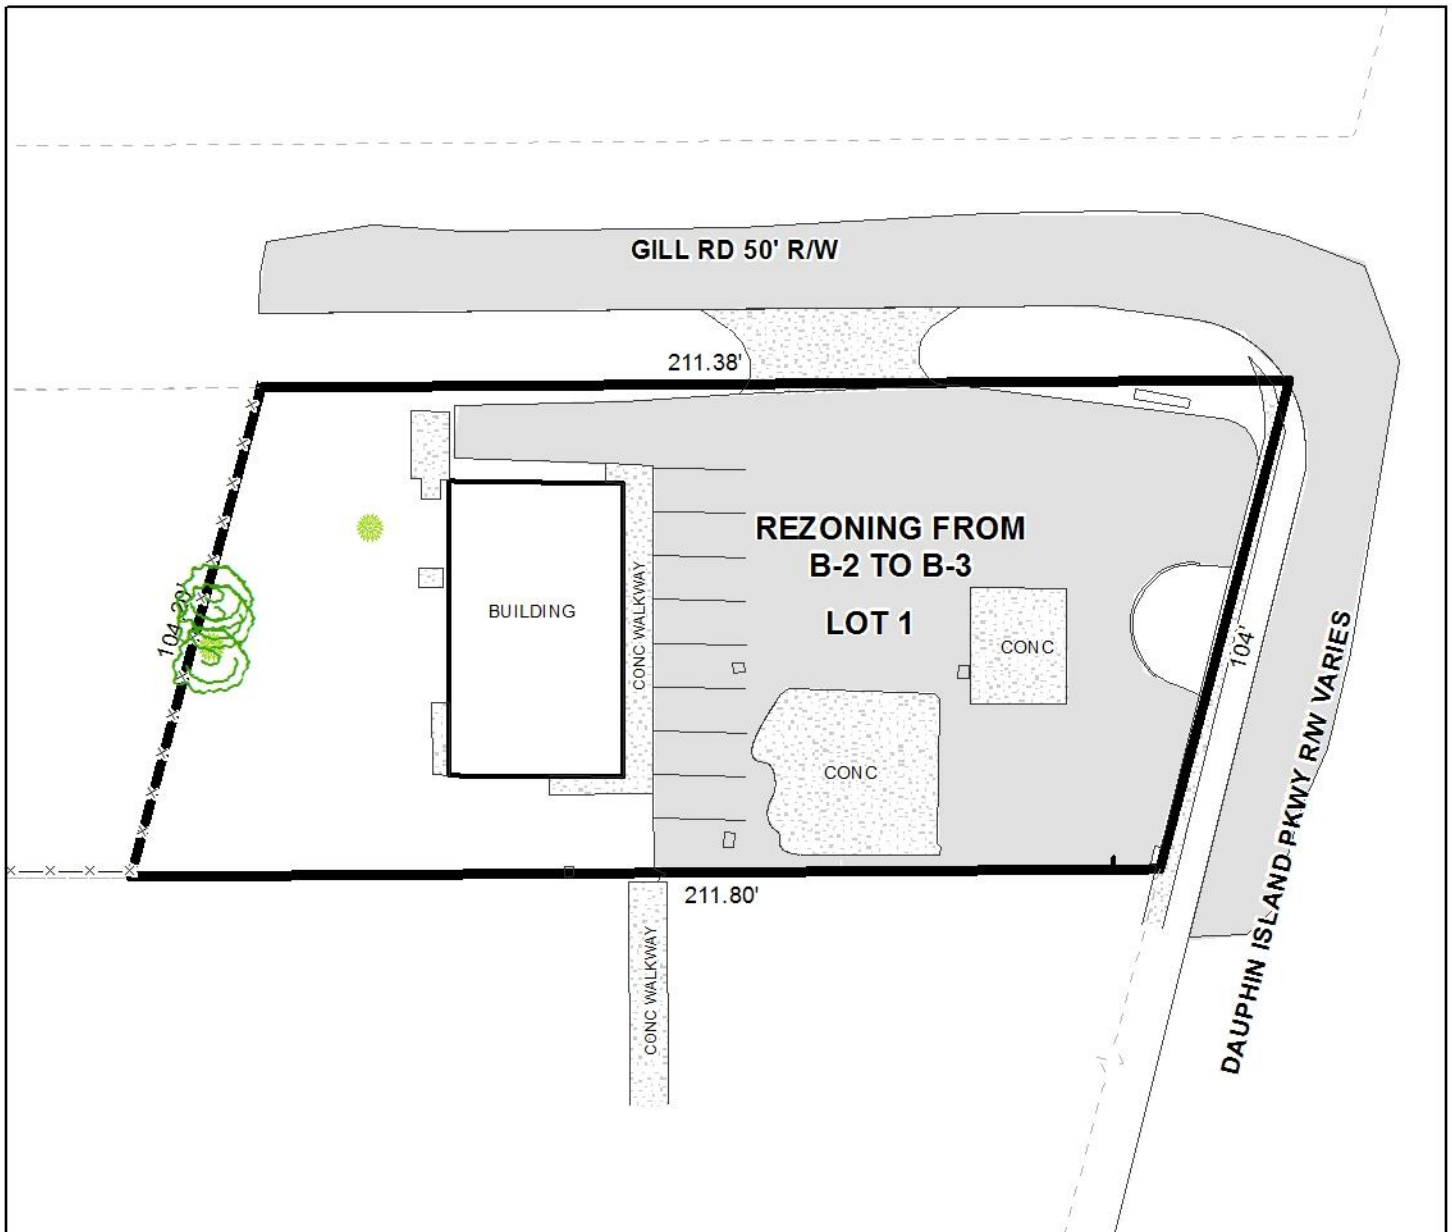 GILL RD 50' R/W
211.38'
REZONING FROM
B-2 TO B-3
LOT 1
BUILDING
CONC WALKWAY
CONC
CONC
104'
DAUPHIN ISLAND PKWY R/W VARIES
211.80'
CONC WALKWAY